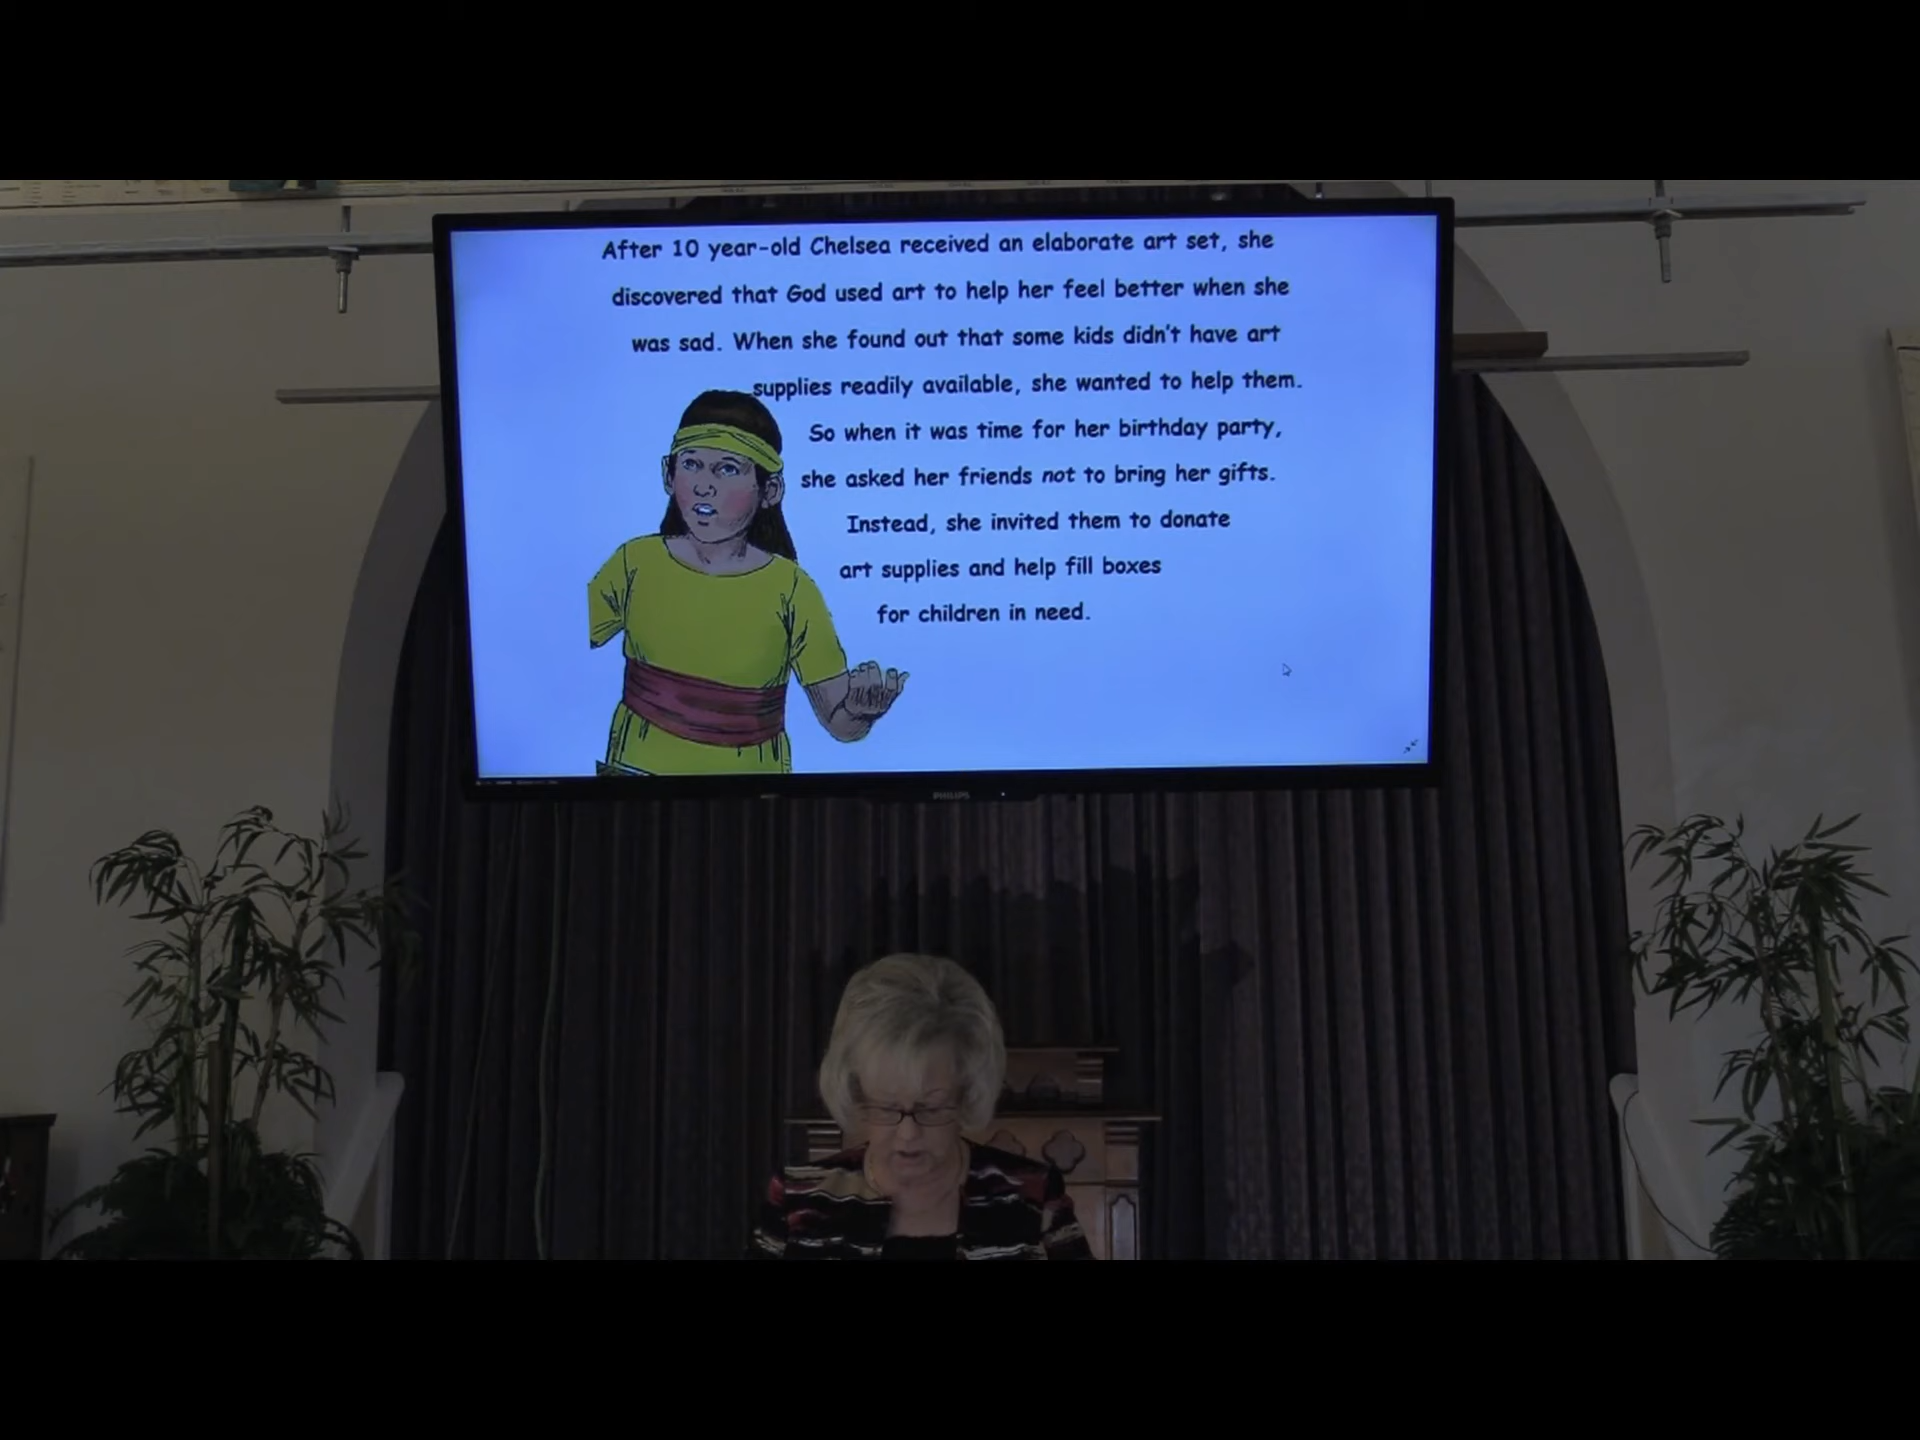 After 10 year-old Chelsea received an elaborate art set, she
discovered that God used art to help her feel better when she
was sad. When she found out that some kids didn't have art
supplies readily available, she wanted to help them.
So when it was time for her birthday party,
she asked her friends not to bring her gifts.
Instead, she invited them to donate
art supplies and help fill boxes
for children in need.
PHILIPS